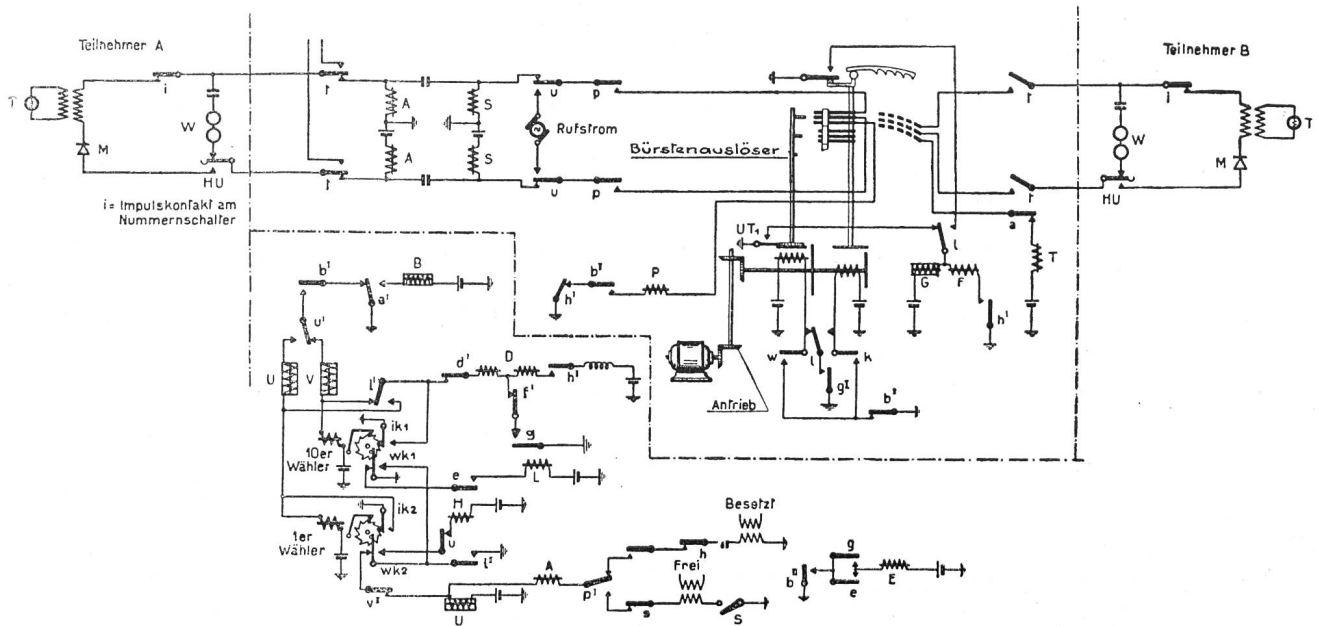 Teilnehmer A
Teilnehmer B
T
i
W
M
HU
i = Impulskontakt am
Nummernschalter
A
A
S
S
u
p
Rufstrom
u
p
Bürstenauslöser
UT1
a
l
G
F
T
h'
i
W
M
T
HU
b'
B
a'
u'
U
V
h'
b"
P
w
l
k
g
b"
Antrieb
l'
d'
D
h'
f'
g
ik1
10er
Wähler
wk1
e
L
H
u
ik2
1er
Wähler
wk2
A
p'
U
h
Besetzt
Frei
s
S
b"
g
e
E